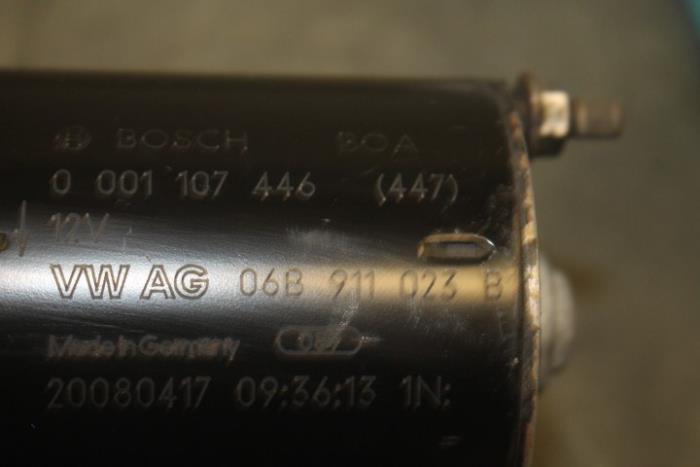 BOSCH BOA
0 001 107 446 (447)
12V
VW AG 06B 911 023 B
Made in Germany
20080417 09:36:13 1N: